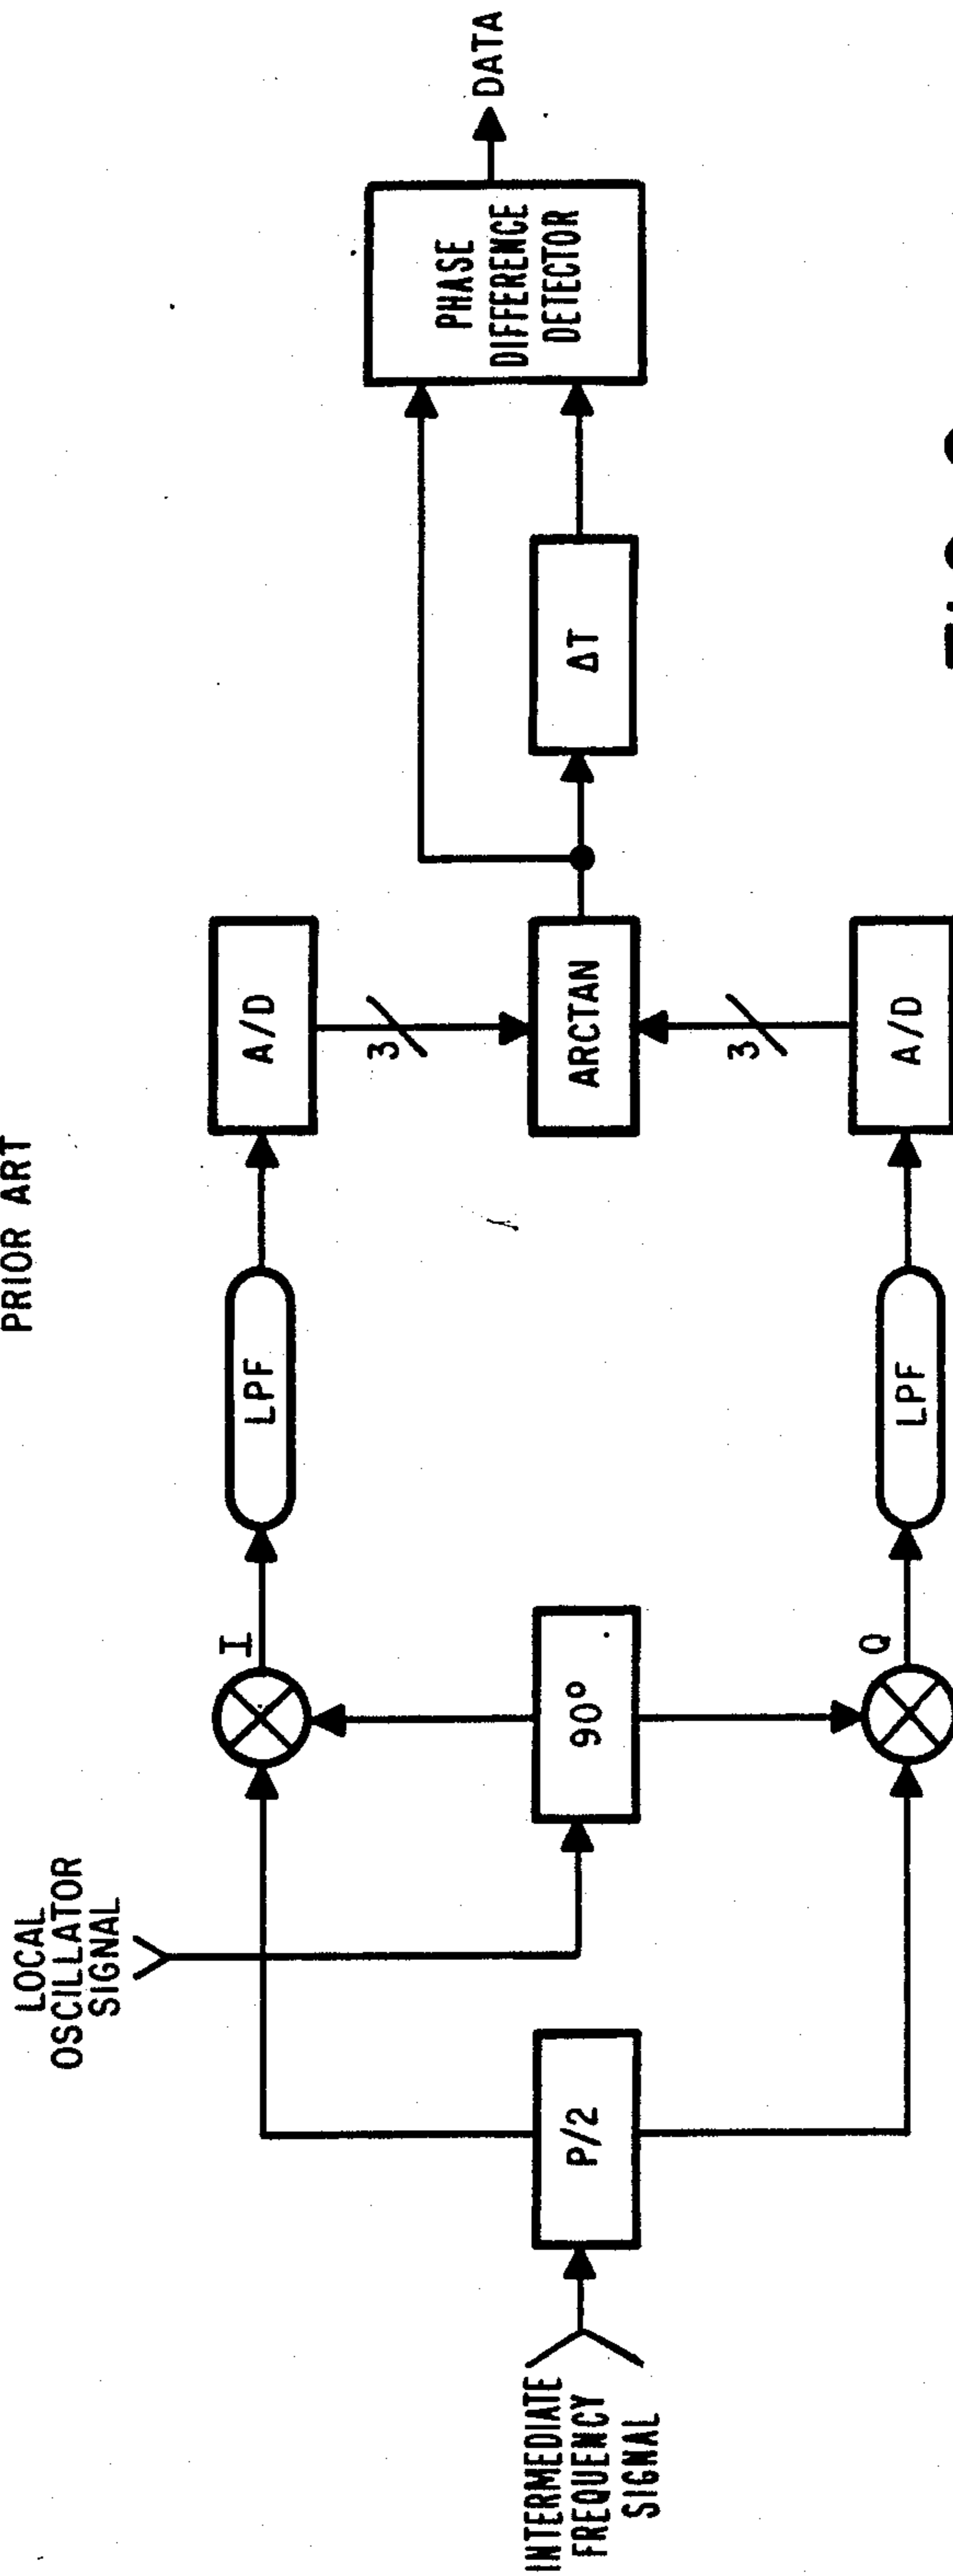 PRIOR ART
LOCAL
OSCILLATOR
SIGNAL
INTERMEDIATE
FREQUENCY
SIGNAL
P/2
90°
I
Q
LPF
LPF
A/D
A/D
3
3
ARCTAN
ΔT
PHASE
DIFFERENCE
DETECTOR
DATA